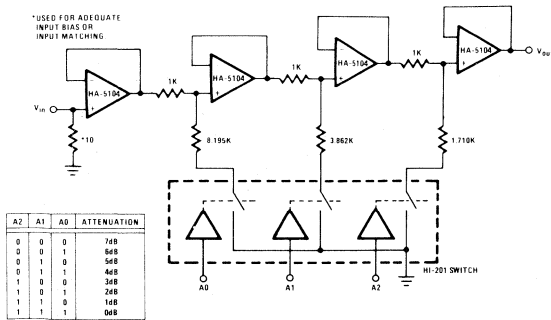 *USED FOR ADEQUATE
INPUT BIAS OR
INPUT MATCHING
HA-5104
HA-5104
HA-5104
HA-5104
1K
1K
1K
Vin
Vou
*10
8.195K
3.862K
1.710K
HI-201 SWITCH
A0
A1
A2
A2 A1 A0 ATTENUATION
0 0 0 7dB
0 0 1 6dB
0 1 0 5dB
0 1 1 4dB
1 0 0 3dB
1 0 1 2dB
1 1 0 1dB
1 1 1 0dB